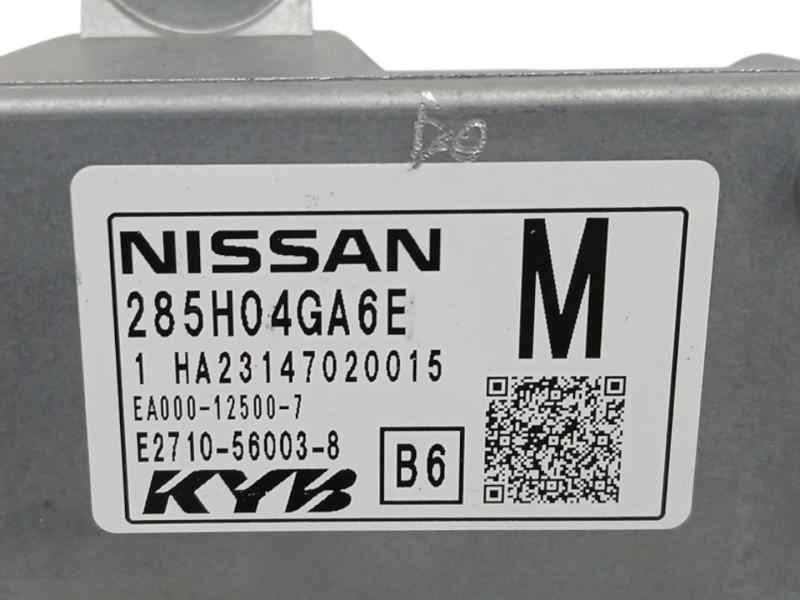 NISSAN
M
285H04GA6E
1 HA23147020015
EA000-12500-7
E2710-56003-8
B6
KYB